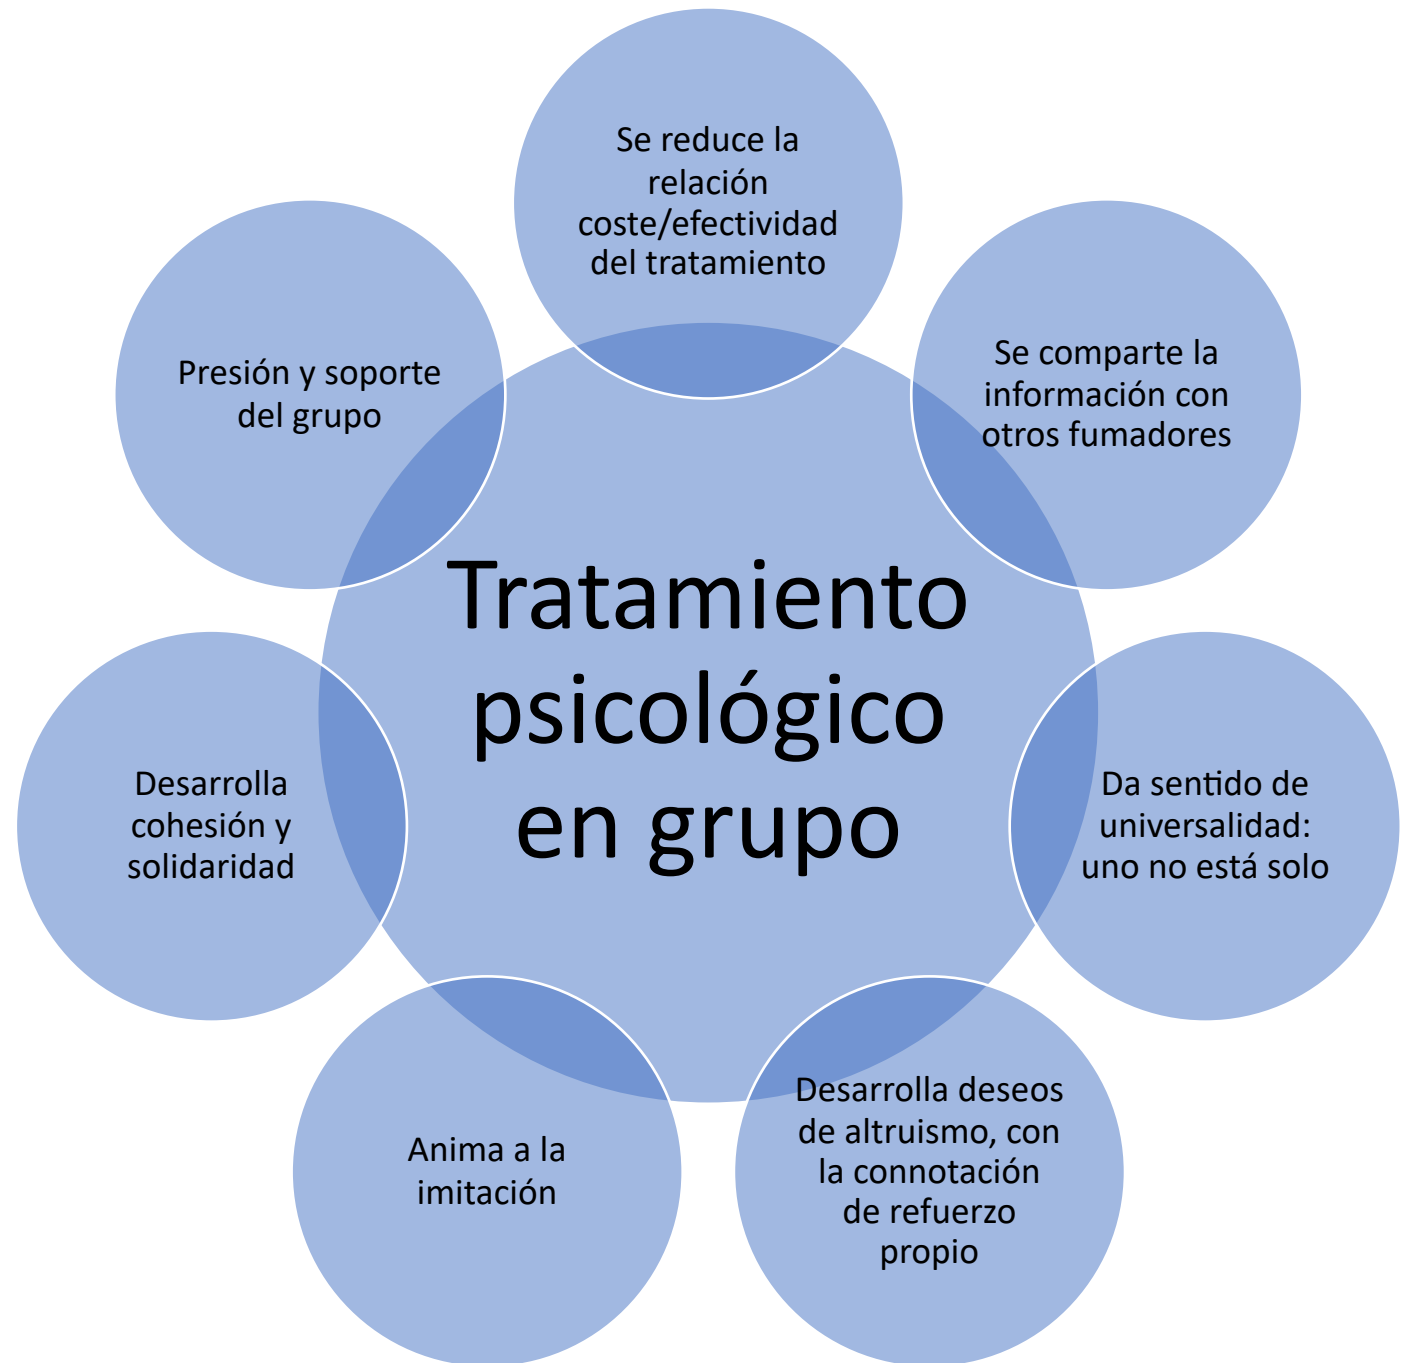 Se reduce la
relación
coste/efectividad
del tratamiento
Se comparte la
información con
otros fumadores
Da sentido de
universalidad:
uno no está solo
Desarrolla deseos
de altruismo, con
la connotación
de refuerzo
propio
Anima a la
imitación
Desarrolla
cohesión y
solidaridad
Presión y soporte
del grupo
Tratamiento
psicológico
en grupo